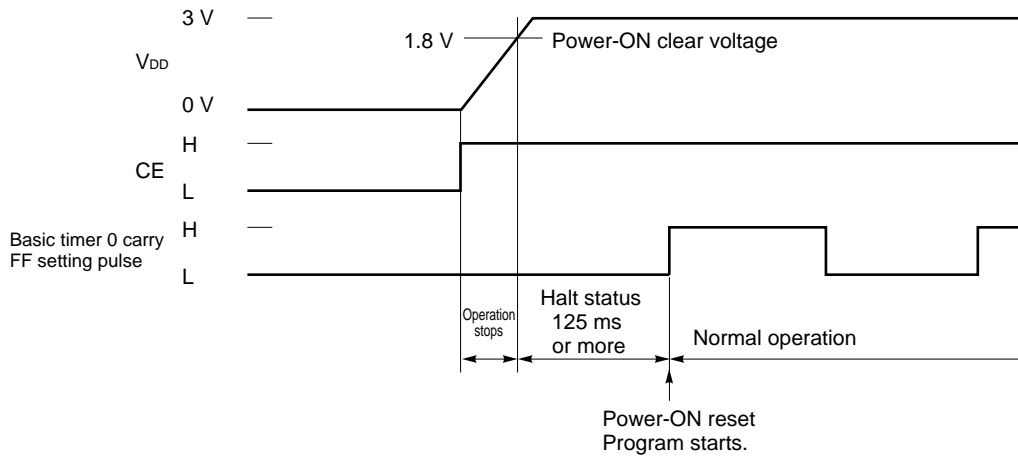 3 V
1.8 V
Power-ON clear voltage
VDD
0 V
H
CE
L
Basic timer 0 carry
FF setting pulse
H
L
Operation
stops
Halt status
125 ms
or more
Normal operation
Power-ON reset
Program starts.